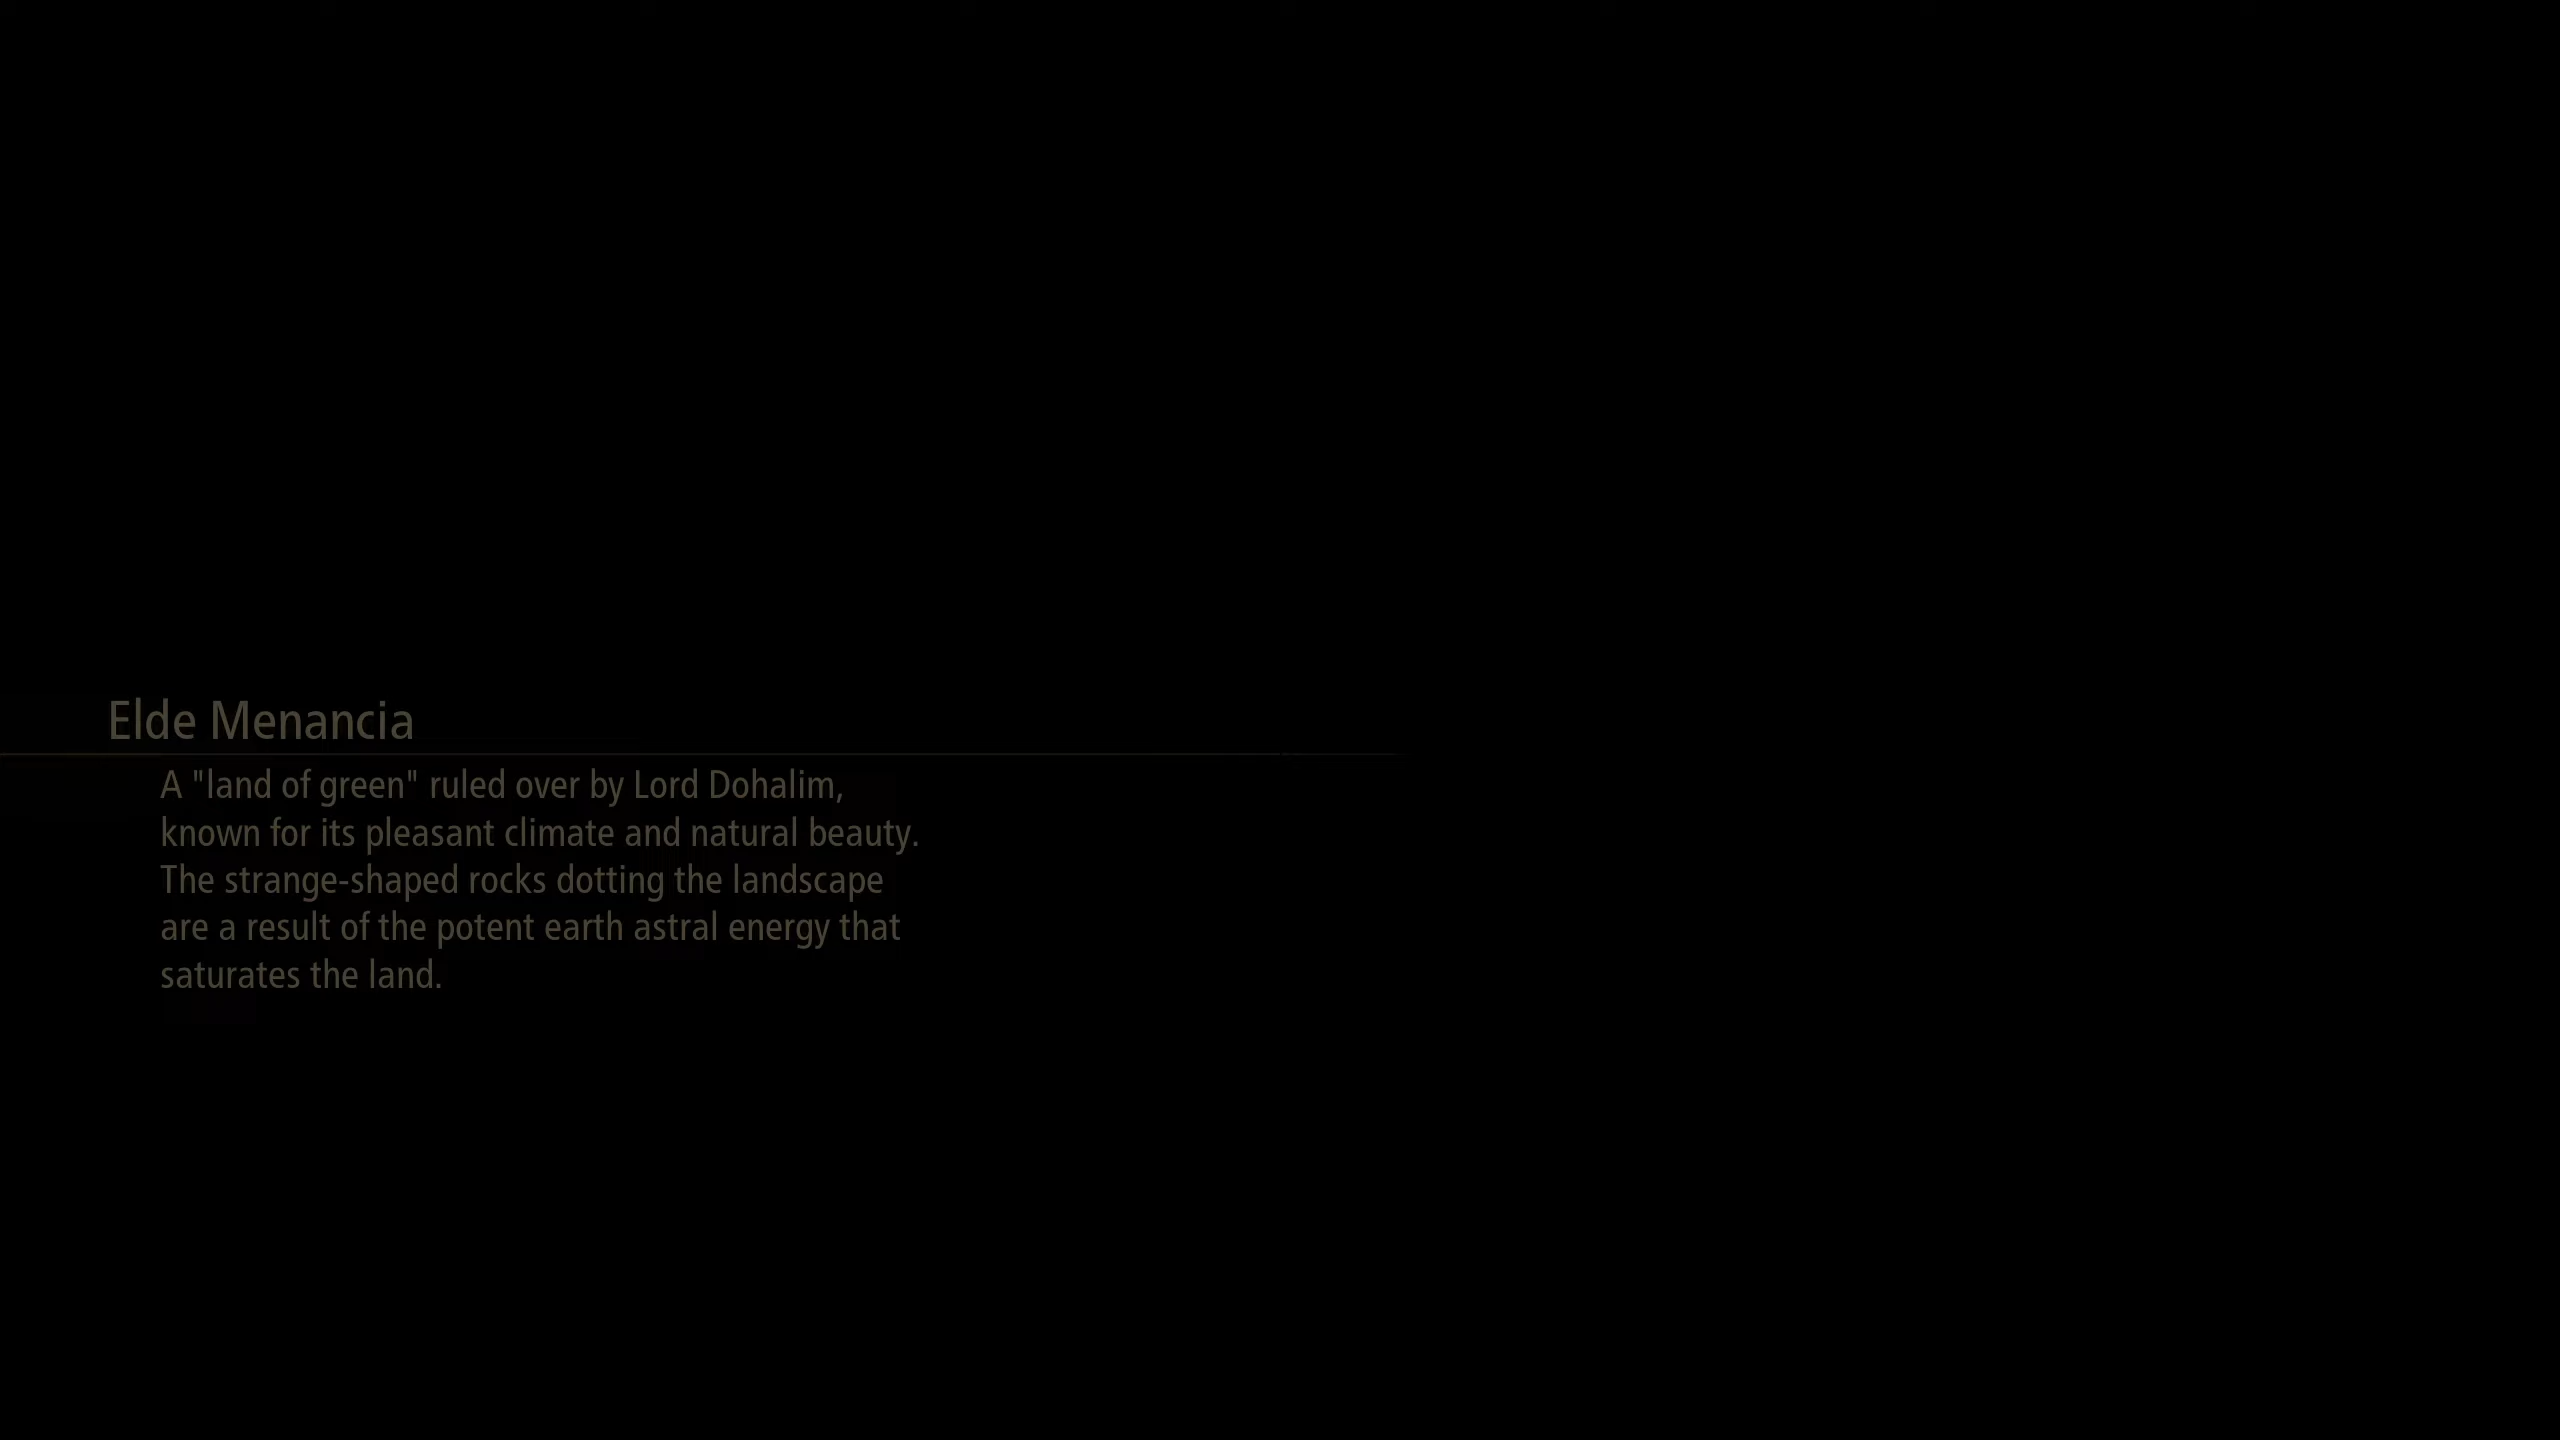 Elde Menancia
A "land of green" ruled over by Lord Dohalim,
known for its pleasant climate and natural beauty.
The strange-shaped rocks dotting the landscape
are a result of the potent earth astral energy that
saturates the land.